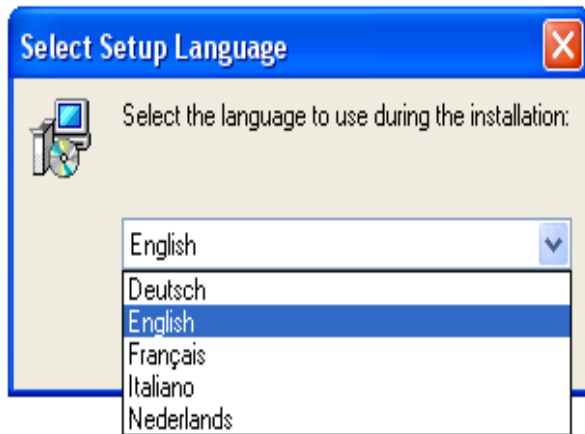 Select Setup Language
Select the language to use during the installation:
English
Deutsch
English
Français
Italiano
Nederlands